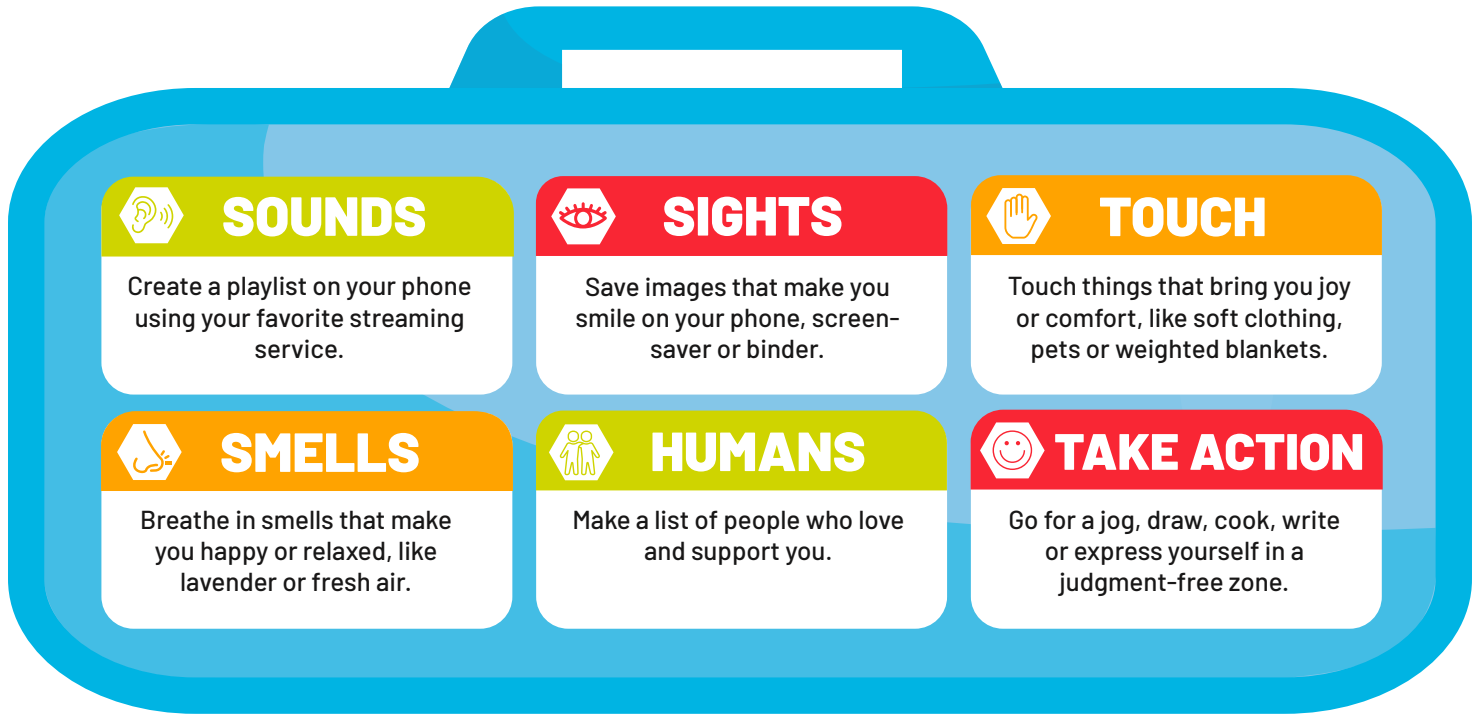 SOUNDS
Create a playlist on your phone
using your favorite streaming
service.
SIGHTS
Save images that make you
smile on your phone, screen-
saver or binder.
TOUCH
Touch things that bring you joy
or comfort, like soft clothing,
pets or weighted blankets.
SMELLS
Breathe in smells that make
you happy or relaxed, like
lavender or fresh air.
HUMANS
Make a list of people who love
and support you.
TAKE ACTION
Go for a jog, draw, cook, write
or express yourself in a
judgment-free zone.